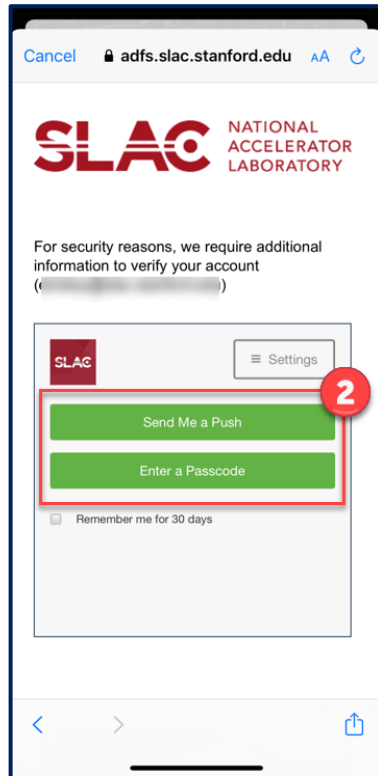 Cancel adfs.slac.stanford.edu AA
SLAC NATIONAL
ACCELERATOR
LABORATORY
For security reasons, we require additional
information to verify your account
( )
SLAC ≡ Settings
2
Send Me a Push
Enter a Passcode
Remember me for 30 days